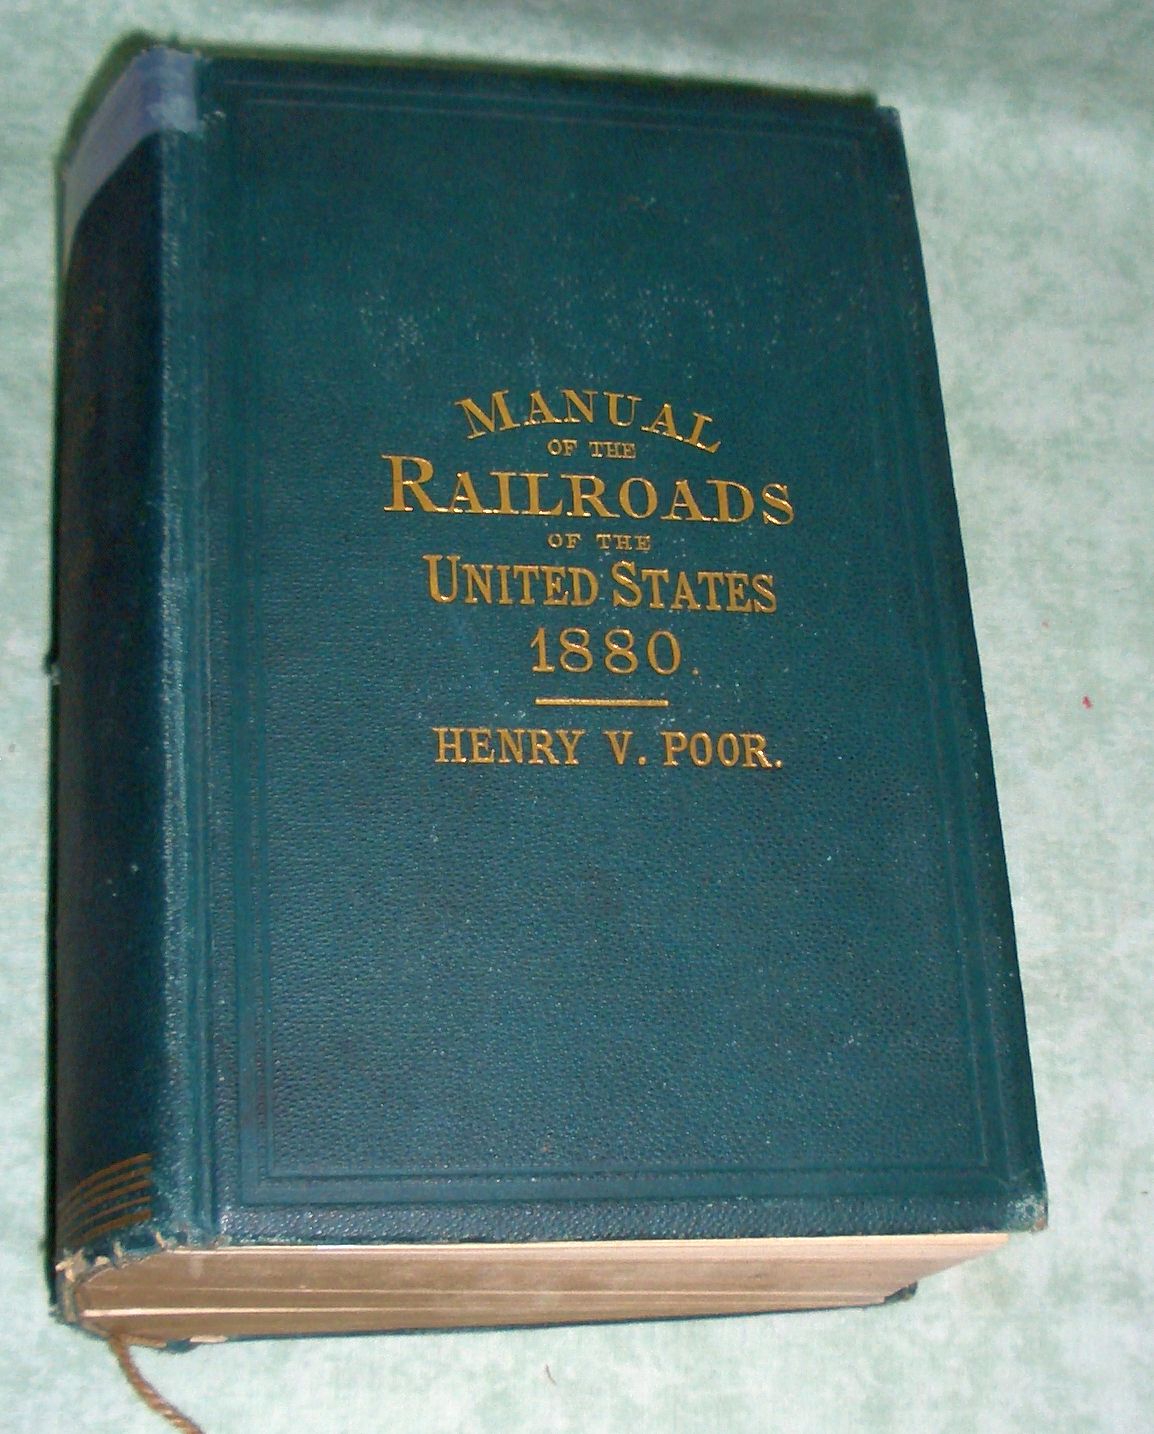 MANUAL
OF THE
RAILROADS
OF THE
UNITED STATES
1880.
HENRY V. POOR.